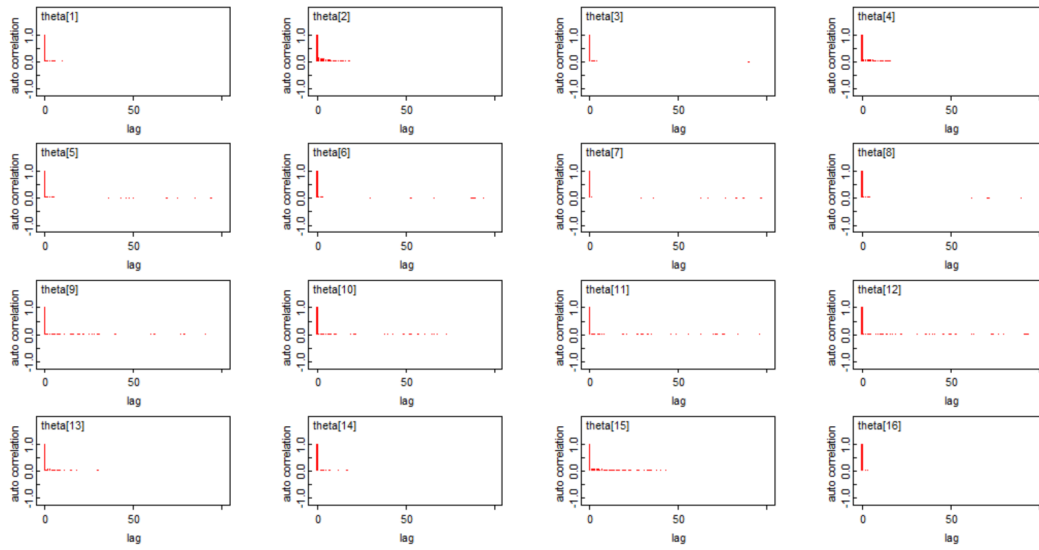 theta[1]
auto correlation
-1.0 0.0 1.0
0 50
lag
theta[2]
auto correlation
-1.0 0.0 1.0
0 50
lag
theta[3]
auto correlation
-1.0 0.0 1.0
0 50
lag
theta[4]
auto correlation
-1.0 0.0 1.0
0 50
lag
theta[5]
auto correlation
-1.0 0.0 1.0
0 50
lag
theta[6]
auto correlation
-1.0 0.0 1.0
0 50
lag
theta[7]
auto correlation
-1.0 0.0 1.0
0 50
lag
theta[8]
auto correlation
-1.0 0.0 1.0
0 50
lag
theta[9]
auto correlation
-1.0 0.0 1.0
0 50
lag
theta[10]
auto correlation
-1.0 0.0 1.0
0 50
lag
theta[11]
auto correlation
-1.0 0.0 1.0
0 50
lag
theta[12]
auto correlation
-1.0 0.0 1.0
0 50
lag
theta[13]
auto correlation
-1.0 0.0 1.0
0 50
lag
theta[14]
auto correlation
-1.0 0.0 1.0
0 50
lag
theta[15]
auto correlation
-1.0 0.0 1.0
0 50
lag
theta[16]
auto correlation
-1.0 0.0 1.0
0 50
lag